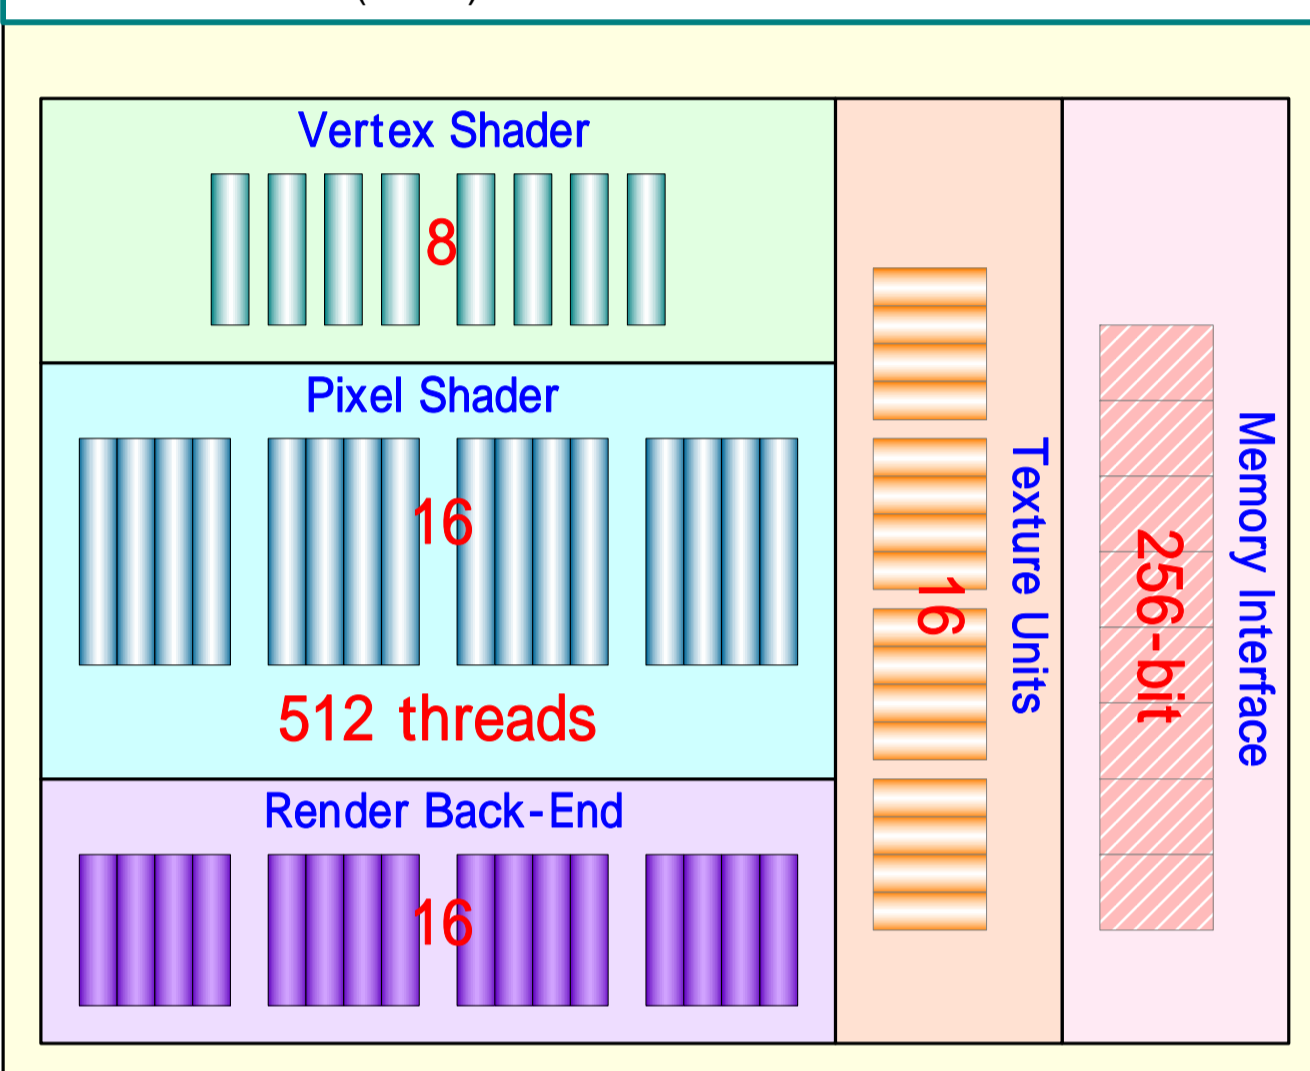 Vertex Shader
8
Pixel Shader
16
512 threads
Render Back-End
16
Texture Units
16
Memory Interface
256-bit